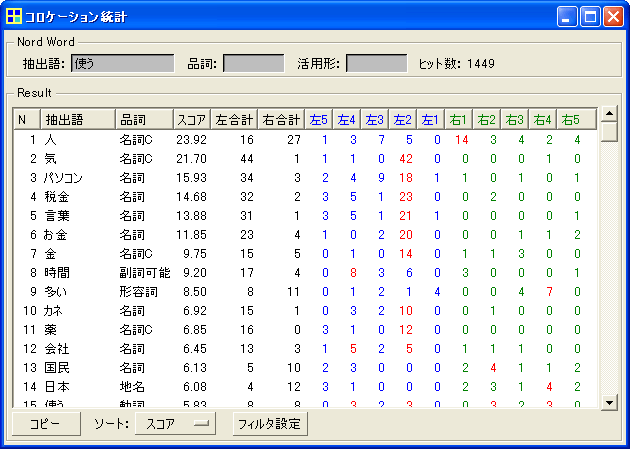 コロケーション統計
Nord Word
抽出語: 使う 品詞: 活用形: ヒット数: 1449
Result
N 抽出語 品詞 スコア 左合計 右合計 左5 左4 左3 左2 左1 右1 右2 右3 右4 右5
1 人 名詞C 23.92 16 27 1 3 7 5 0 14 3 4 2 4
2 気 名詞C 21.70 44 1 1 1 0 42 0 0 0 0 1 0
3 パソコン 名詞 15.93 34 3 2 4 9 18 1 1 0 1 0 1
4 税金 名詞 14.68 32 2 3 5 1 23 0 0 2 0 0 0
5 言葉 名詞 13.88 31 1 3 5 1 21 1 0 0 0 0 1
6 お金 名詞 11.85 23 4 1 0 2 20 0 0 0 1 1 2
7 金 名詞C 9.75 15 5 0 1 0 14 0 1 1 3 0 0
8 時間 副詞可能 9.20 17 4 0 8 3 6 0 3 0 0 0 1
9 多い 形容詞 8.50 8 11 0 1 2 1 4 0 0 4 7 0
10 カネ 名詞 6.92 15 1 0 3 2 10 0 0 1 0 0 0
11 薬 名詞C 6.85 16 0 3 1 0 12 0 0 0 0 0 0
12 会社 名詞 6.45 13 3 1 5 2 5 0 1 1 1 0 0
13 国民 名詞 6.13 5 10 2 3 0 0 0 2 4 1 1 2
14 日本 地名 6.08 4 12 3 1 0 0 0 2 3 1 4 2
15 使う 動詞 5.83 8 8 0 3 2 3 0 0 3 2 3 0
コピー ソート: スコア フィルタ設定